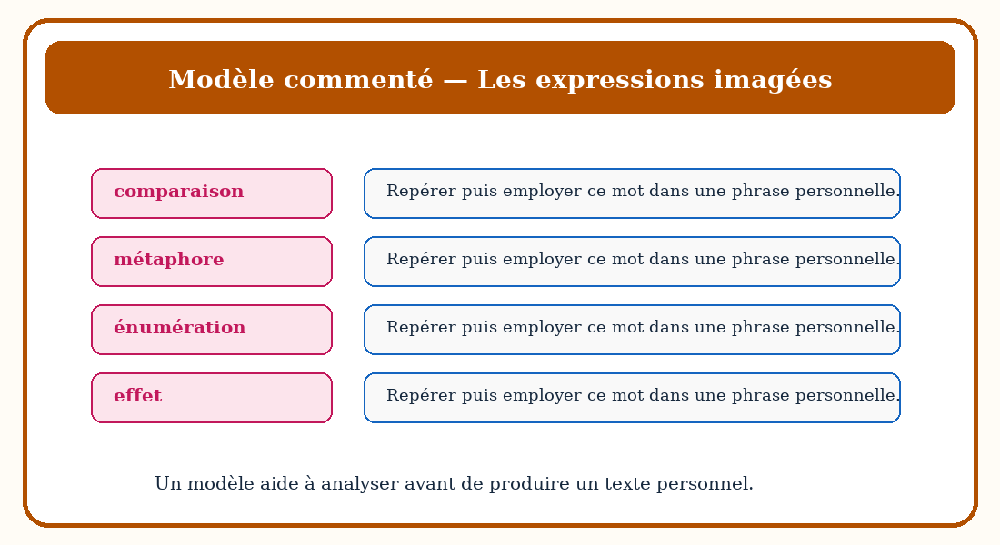 Modèle commenté — Les expressions imagées
comparaison
Repérer puis employer ce mot dans une phrase personnelle.
métaphore
Repérer puis employer ce mot dans une phrase personnelle.
énumération
Repérer puis employer ce mot dans une phrase personnelle.
effet
Repérer puis employer ce mot dans une phrase personnelle.
Un modèle aide à analyser avant de produire un texte personnel.